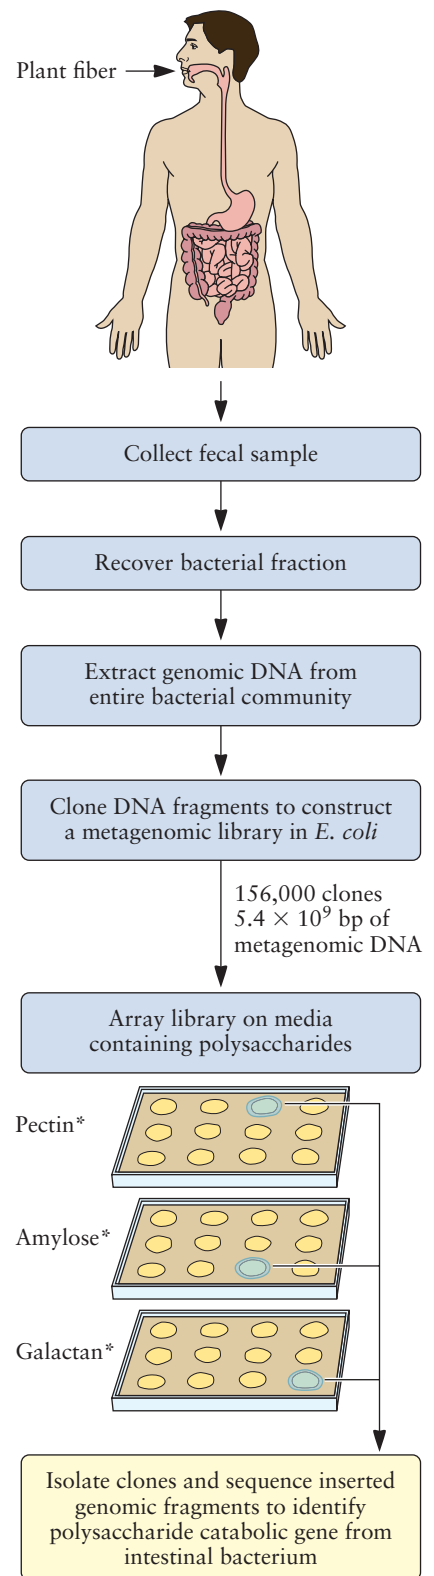 Plant fiber
Collect fecal sample
Recover bacterial fraction
Extract genomic DNA from
entire bacterial community
Clone DNA fragments to construct
a metagenomic library in E. coli
156,000 clones
5.4 × 10⁹ bp of
metagenomic DNA
Array library on media
containing polysaccharides
Pectin*
Amylose*
Galactan*
Isolate clones and sequence inserted
genomic fragments to identify
polysaccharide catabolic gene from
intestinal bacterium